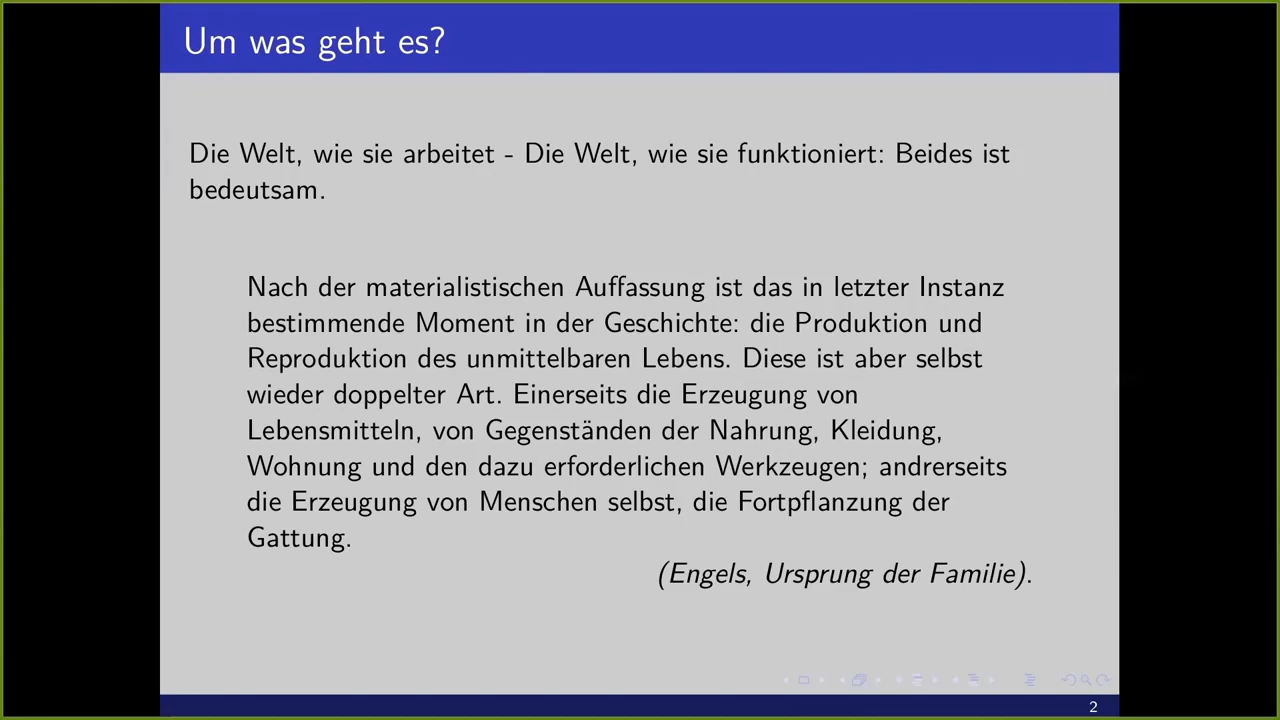 Um was geht es?
Die Welt, wie sie arbeitet - Die Welt, wie sie funktioniert: Beides ist
bedeutsam.
Nach der materialistischen Auffassung ist das in letzter Instanz
bestimmende Moment in der Geschichte: die Produktion und
Reproduktion des unmittelbaren Lebens. Diese ist aber selbst
wieder doppelter Art. Einerseits die Erzeugung von
Lebensmitteln, von Gegenständen der Nahrung, Kleidung,
Wohnung und den dazu erforderlichen Werkzeugen; andrerseits
die Erzeugung von Menschen selbst, die Fortpflanzung der
Gattung.
(Engels, Ursprung der Familie).
2